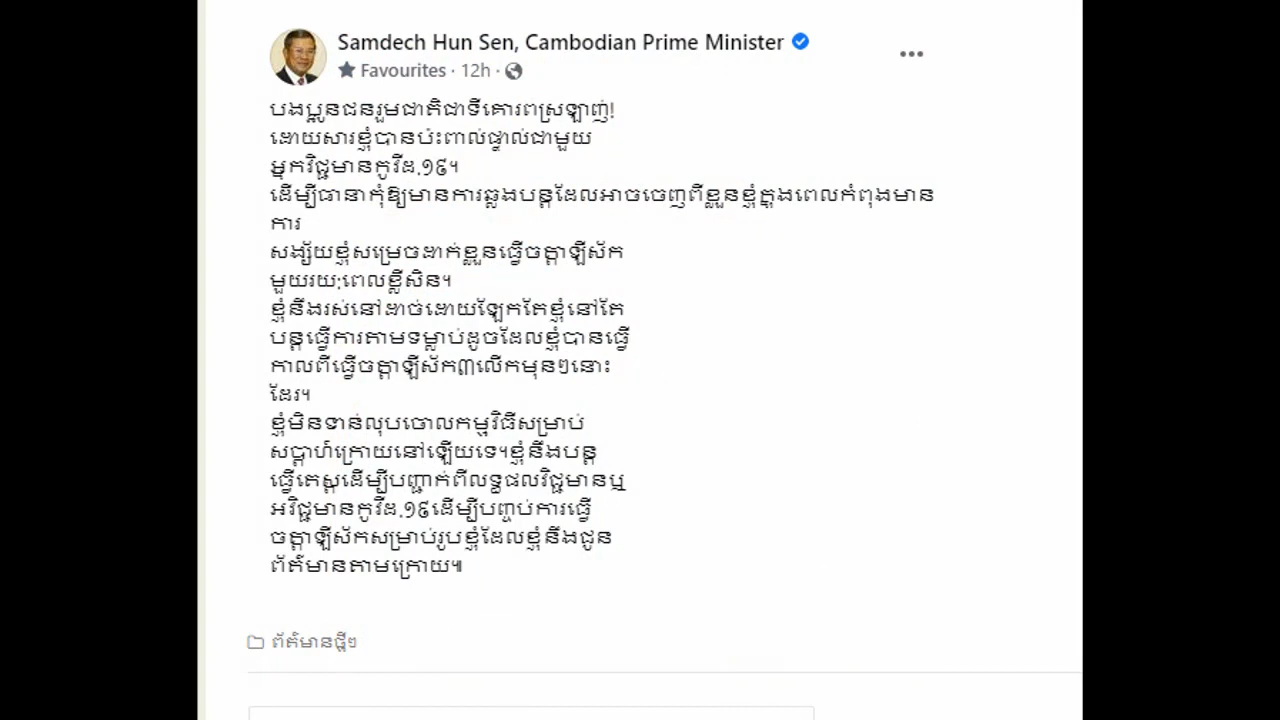 Samdech Hun Sen, Cambodian Prime Minister
Favourites · 12h ·
បងប្អូនជនរួមជាតិជាទីគោរពស្រឡាញ់!
ដោយសារខ្ញុំបានប៉ះពាល់ផ្ទាល់ជាមួយ
អ្នកវិជ្ជមានកូវីដ.១៩។
ដើម្បីធានាកុំឱ្យមានការឆ្លងបន្តដែលអាចចេញពីខ្លួនខ្ញុំក្នុងពេលកំពុងមាន
ការ
សង្ស័យខ្ញុំសម្រេចដាក់ខ្លួនធ្វើចត្តាឡីស័ក
មួយរយ:ពេលខ្លីសិន។
ខ្ញុំនឹងរស់នៅដាច់ដោយឡែកតែខ្ញុំនៅតែ
បន្តធ្វើការតាមទម្លាប់ដូចដែលខ្ញុំបានធ្វើ
កាលពីធ្វើចត្តាឡីស័ក៣លើកមុនៗនោះ
ដែរ។
ខ្ញុំមិនទាន់លុបចោលកម្មវិធីសម្រាប់
សប្តាហ៍ក្រោយនៅឡើយទេ។ខ្ញុំនឹងបន្ត
ធ្វើតេស្តដើម្បីបញ្ជាក់ពីលទ្ធផលវិជ្ជមានឬ
អវិជ្ជមានកូវីដ.១៩ដើម្បីបញ្ចប់ការធ្វើ
ចត្តាឡីស័កសម្រាប់រូបខ្ញុំដែលខ្ញុំនឹងជូន
ព័ត៌មានតាមក្រោយ៕
ព័ត៌មានថ្មីៗ